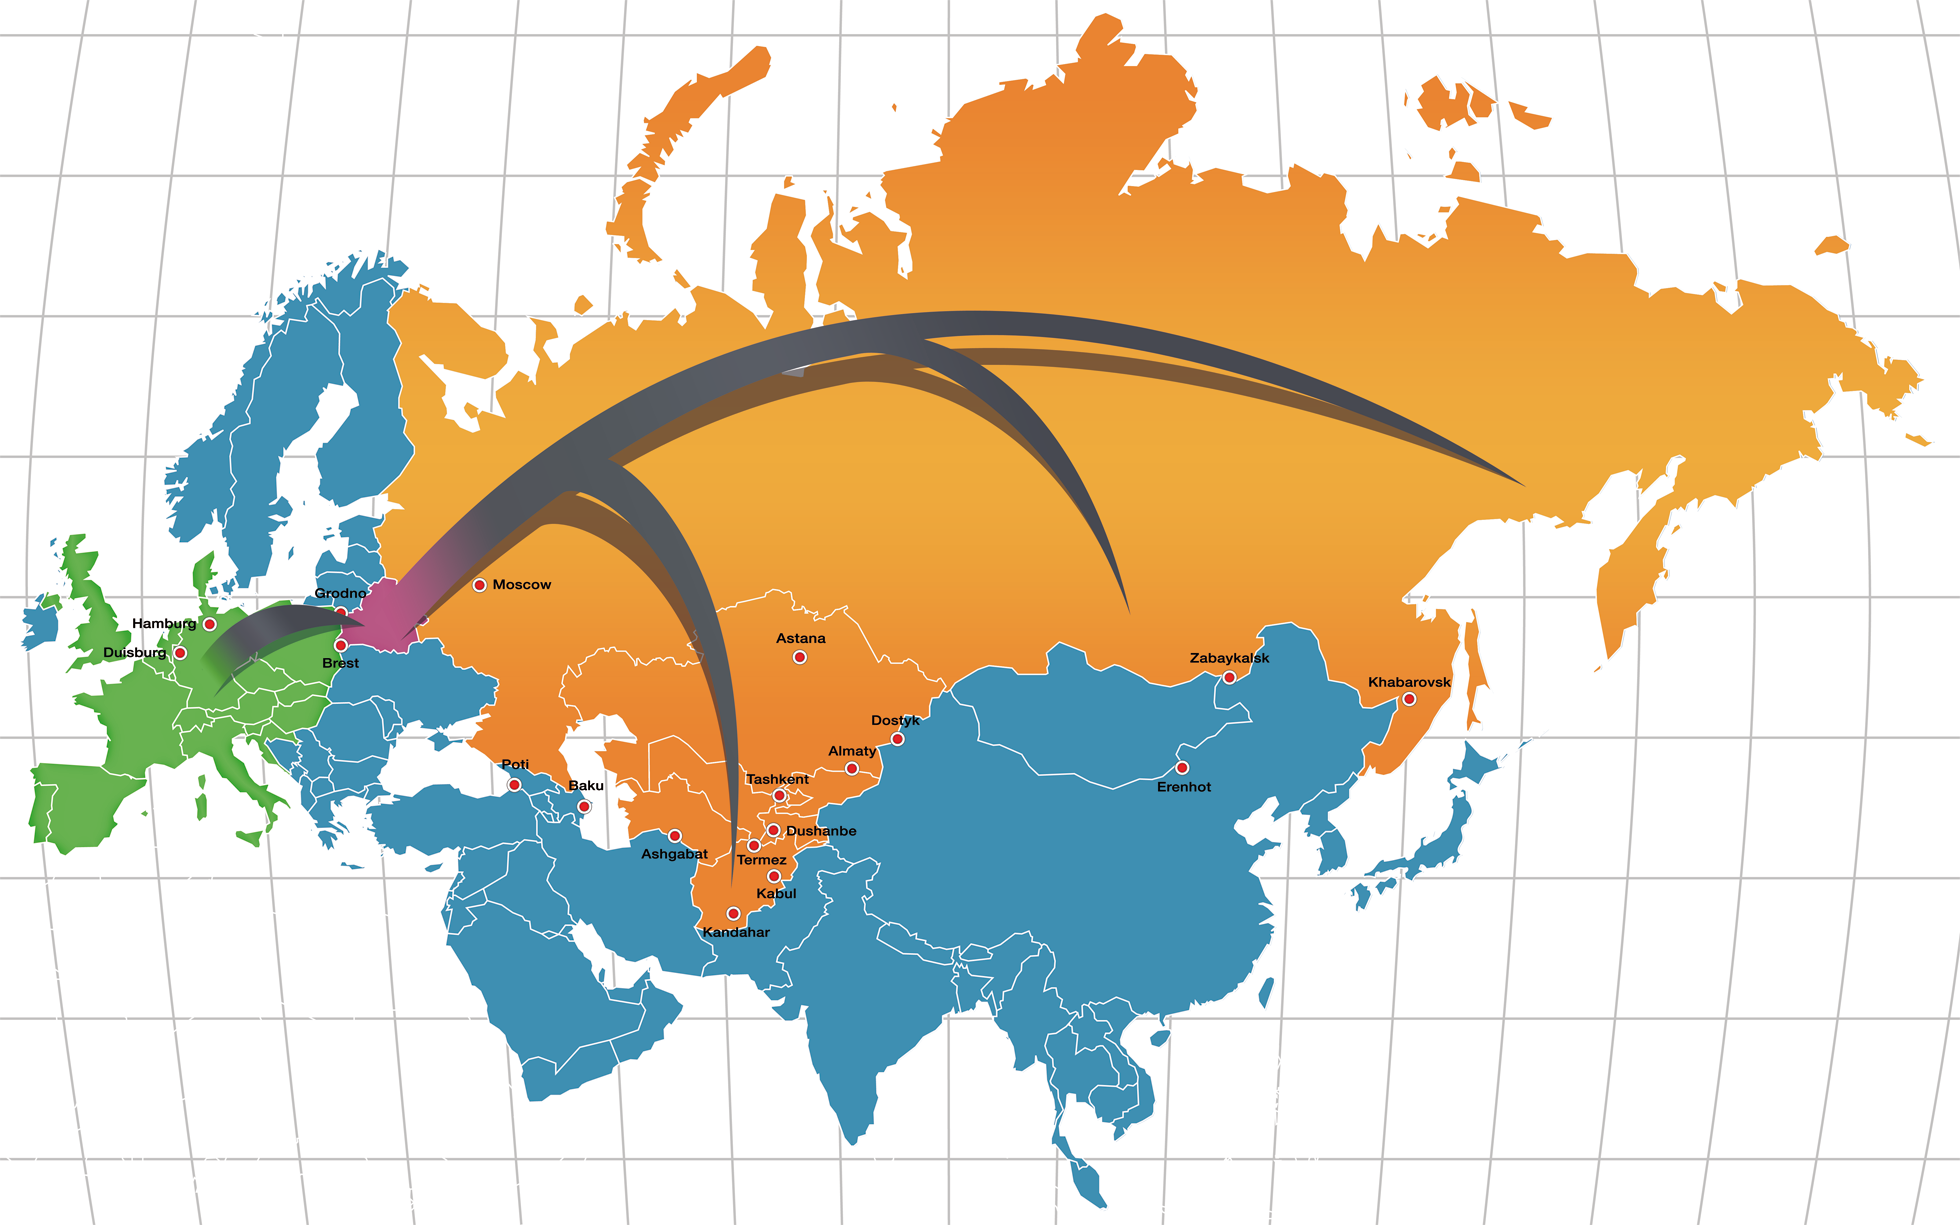 Moscow
Grodno
Hamburg
Duisburg
Brest
Astana
Zabaykalsk
Khabarovsk
Dostyk
Almaty
Poti
Tashkent
Baku
Erenhot
Dushanbe
Ashgabat
Termez
Kabul
Kandahar